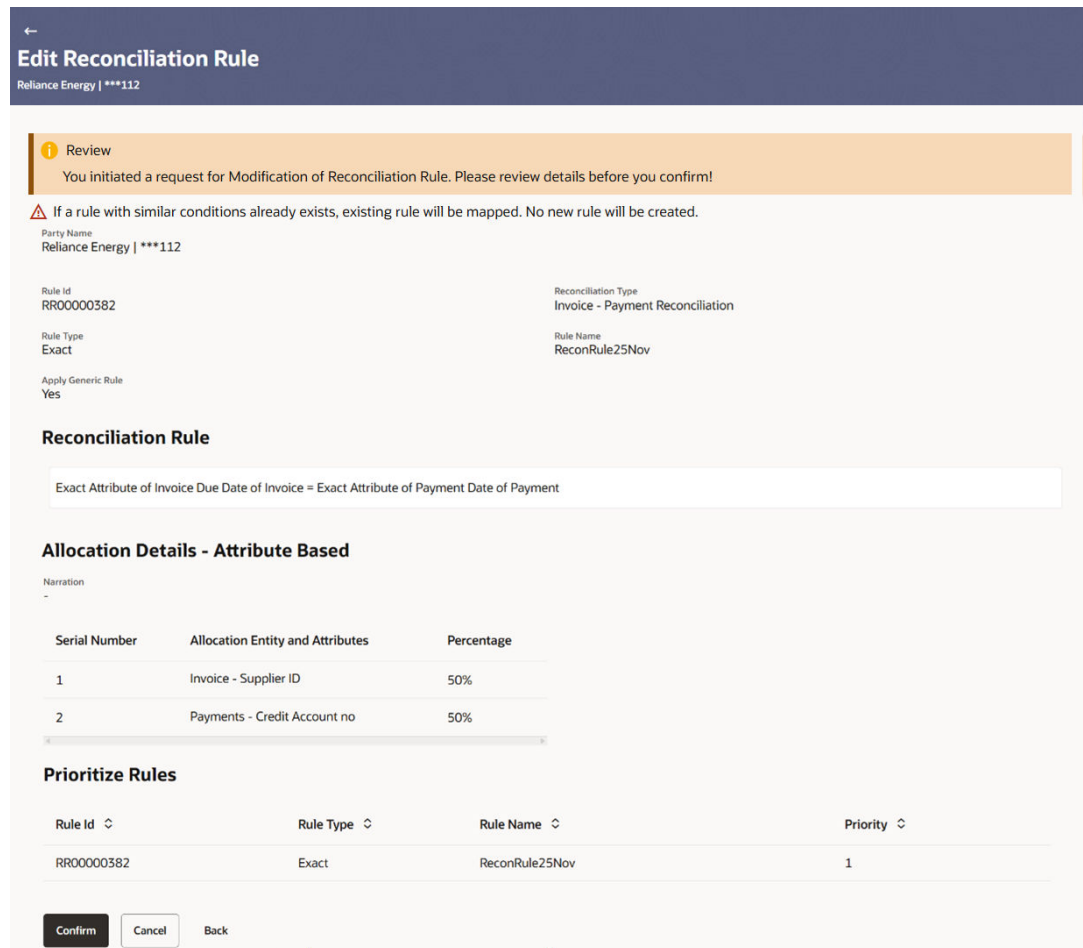 Edit Reconciliation Rule
Reliance Energy | ***112
Review
You initiated a request for Modification of Reconciliation Rule. Please review details before you confirm!
If a rule with similar conditions already exists, existing rule will be mapped. No new rule will be created.
Party Name
Reliance Energy | ***112
Rule Id
RR00000382
Reconciliation Type
Invoice - Payment Reconciliation
Rule Type
Exact
Rule Name
ReconRule25Nov
Apply Generic Rule
Yes
Reconciliation Rule
Exact Attribute of Invoice Due Date of Invoice = Exact Attribute of Payment Date of Payment
Allocation Details - Attribute Based
Narration
-
Serial Number Allocation Entity and Attributes Percentage
1 Invoice - Supplier ID 50%
2 Payments - Credit Account no 50%
Prioritize Rules
Rule Id Rule Type Rule Name Priority
RR00000382 Exact ReconRule25Nov 1
Confirm Cancel Back